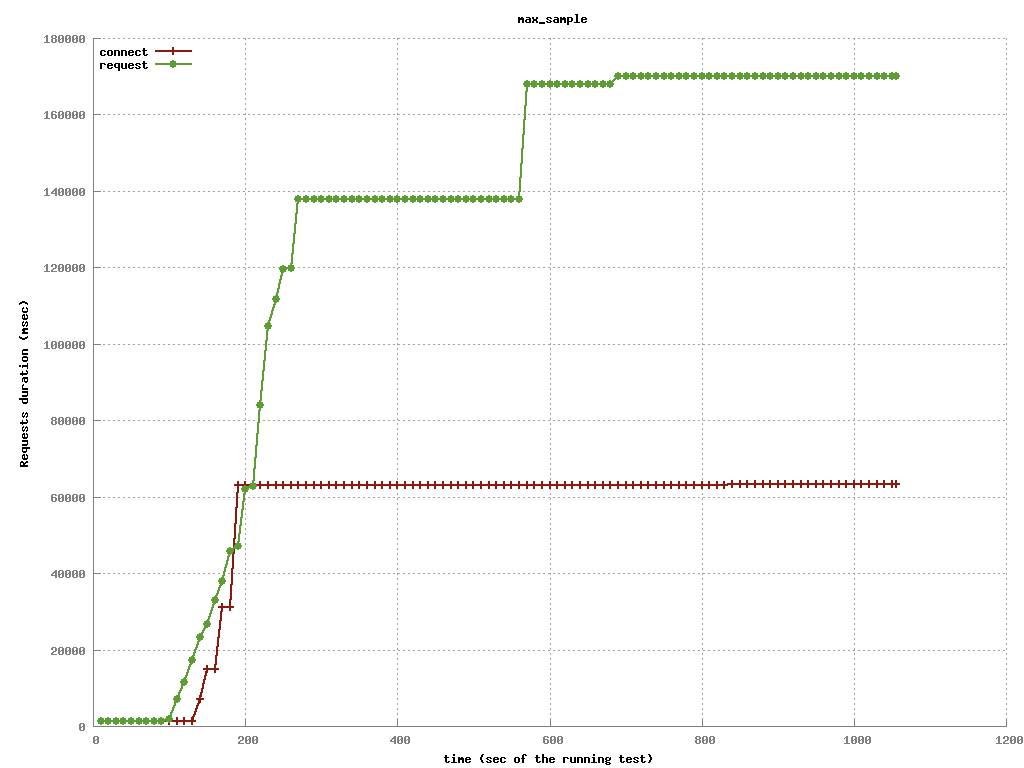 max_sample
180000
connect
request
160000
140000
120000
100000
80000
60000
40000
20000
0
0 200 400 600 800 1000 1200
time (sec of the running test)
Requests duration (msec)